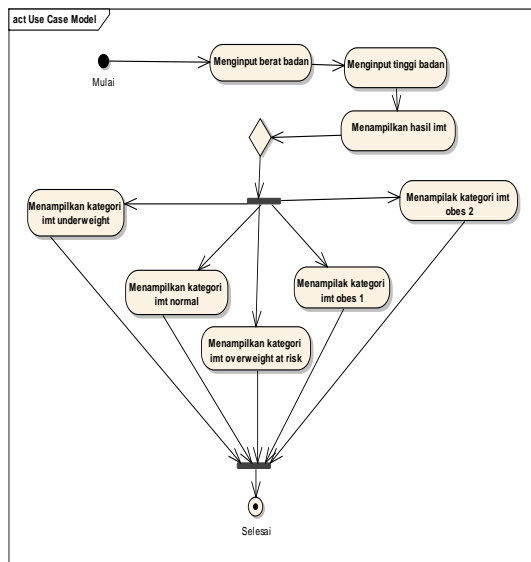 act Use Case Model
Mulai
Menginput berat badan
Menginput tinggi badan
Menampilkan hasil imt
Menampilkan kategori
imt underweight
Menampilak kategori imt
obes 2
Menampilkan kategori
imt normal
Menampilak kategori
imt obes 1
Menampilkan kategori
imt overweight at risk
Selesai